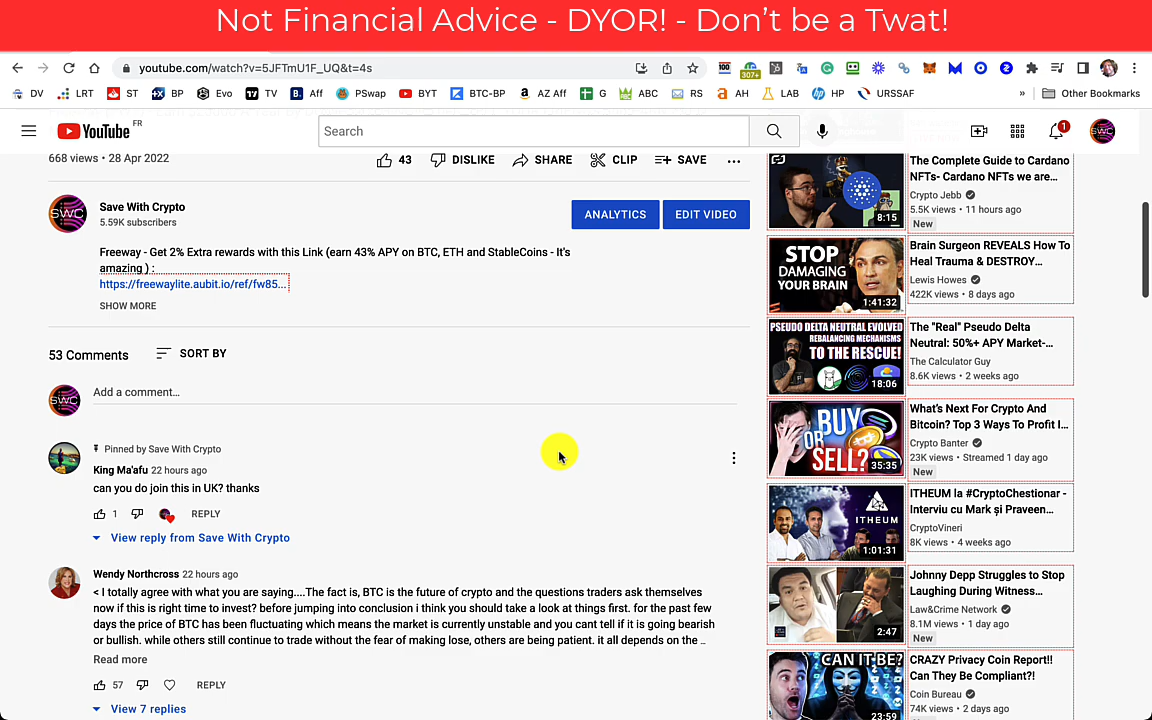 Not Financial Advice - DYOR! - Don't be a Twat!
youtube.com/watch?v=5JFTmU1F_UQ&t=4s
100
307+
DV
LRT
ST
BP
Evo
TV
Aff
PSwap
BYT
BTC-BP
AZ Aff
G
ABC
RS
AH
LAB
HP
URSSAF
»
Other Bookmarks
YouTube FR
Search
1
SWC
668 views • 28 Apr 2022
43
DISLIKE
SHARE
CLIP
SAVE
SWC
Save With Crypto
5.59K subscribers
ANALYTICS
EDIT VIDEO
Freeway - Get 2% Extra rewards with this Link (earn 43% APY on BTC, ETH and StableCoins - It's
amazing ) :
https://freewaylite.aubit.io/ref/fw85...
SHOW MORE
53 Comments
SORT BY
SWC
Add a comment...
Pinned by Save With Crypto
King Ma'afu 22 hours ago
can you do join this in UK? thanks
1
REPLY
View reply from Save With Crypto
Wendy Northcross 22 hours ago
< I totally agree with what you are saying....The fact is, BTC is the future of crypto and the questions traders ask themselves
now if this is right time to invest? before jumping into conclusion i think you should take a look at things first. for the past few
days the price of BTC has been fluctuating which means the market is currently unstable and you cant tell if it is going bearish
or bullish. while others still continue to trade without the fear of making lose, others are being patient. it all depends on the ..
Read more
57
REPLY
View 7 replies
8:15
The Complete Guide to Cardano
NFTs- Cardano NFTs we are...
Crypto Jebb
5.5K views • 11 hours ago
New
STOP
DAMAGING
YOUR BRAIN
1:41:32
Brain Surgeon REVEALS How To
Heal Trauma & DESTROY...
Lewis Howes
422K views • 8 days ago
PSEUDO DELTA NEUTRAL EVOLVED
REBALANCING MECHANISMS
TO THE RESCUE!
18:06
The "Real" Pseudo Delta
Neutral: 50%+ APY Market-...
The Calculator Guy
8.6K views • 2 weeks ago
BUY
OR
SELL?
35:35
What's Next For Crypto And
Bitcoin? Top 3 Ways To Profit I...
Crypto Banter
23K views • Streamed 1 day ago
New
ITHEUM
1:01:31
ITHEUM la #CryptoChestionar -
Interviu cu Mark și Praveen...
CryptoVineri
8K views • 4 weeks ago
2:47
Johnny Depp Struggles to Stop
Laughing During Witness...
Law&Crime Network
8.1M views • 1 day ago
New
CAN IT BE?
23:59
CRAZY Privacy Coin Report!!
Can They Be Compliant?!
Coin Bureau
74K views • 2 days ago